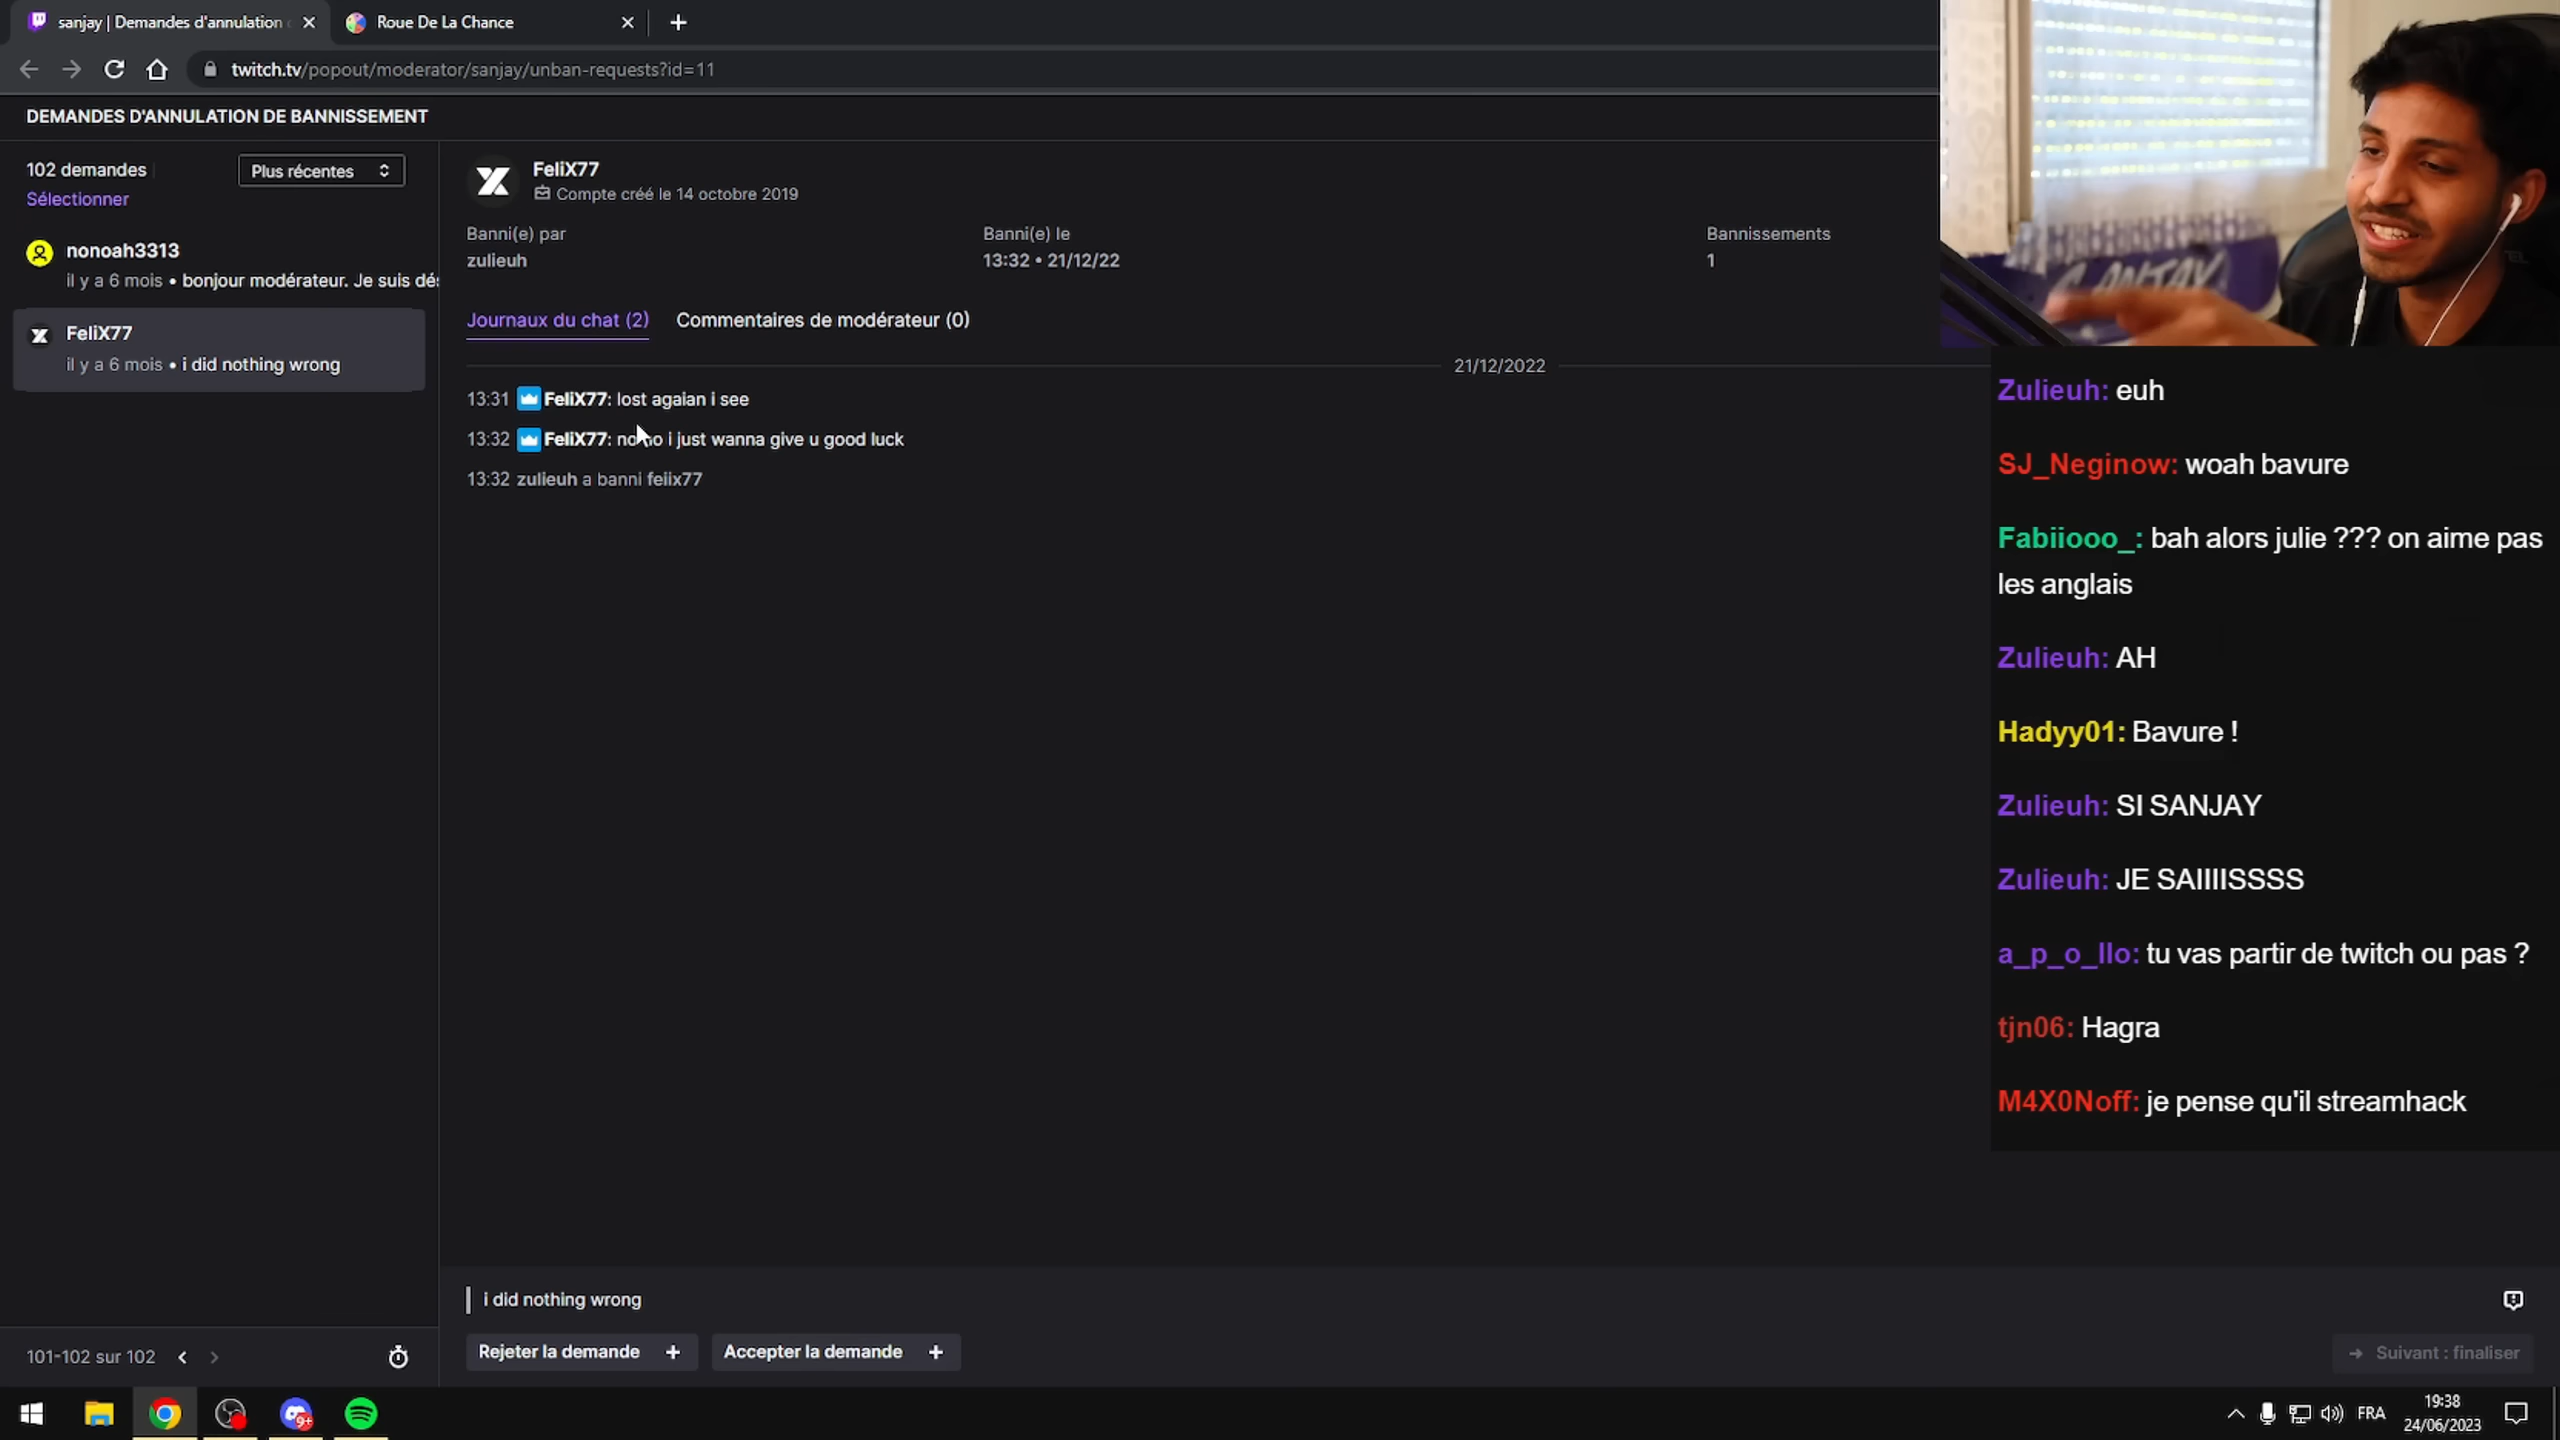 sanjay | Demandes d'annulation
Roue De La Chance
twitch.tv/popout/moderator/sanjay/unban-requests?id=11
DEMANDES D'ANNULATION DE BANNISSEMENT
102 demandes
Plus récentes
Sélectionner
nonoah3313
il y a 6 mois • bonjour modérateur. Je suis dés
FeliX77
il y a 6 mois • i did nothing wrong
101-102 sur 102
FeliX77
Compte créé le 14 octobre 2019
Banni(e) par
zulieuh
Banni(e) le
13:32 • 21/12/22
Bannissements
1
Journaux du chat (2)
Commentaires de modérateur (0)
21/12/2022
13:31 FeliX77: lost agaian i see
13:32 FeliX77: no no i just wanna give u good luck
13:32 zulieuh a banni felix77
i did nothing wrong
Rejeter la demande +
Accepter la demande +
Suivant : finaliser
SANJAY
Zulieuh: euh
SJ_Neginow: woah bavure
Fabiiooo_: bah alors julie ??? on aime pas
les anglais
Zulieuh: AH
Hadyy01: Bavure !
Zulieuh: SI SANJAY
Zulieuh: JE SAIIIISSSS
a_p_o_llo: tu vas partir de twitch ou pas ?
tjn06: Hagra
M4X0Noff: je pense qu'il streamhack
9+
FRA
19:38
24/06/2023